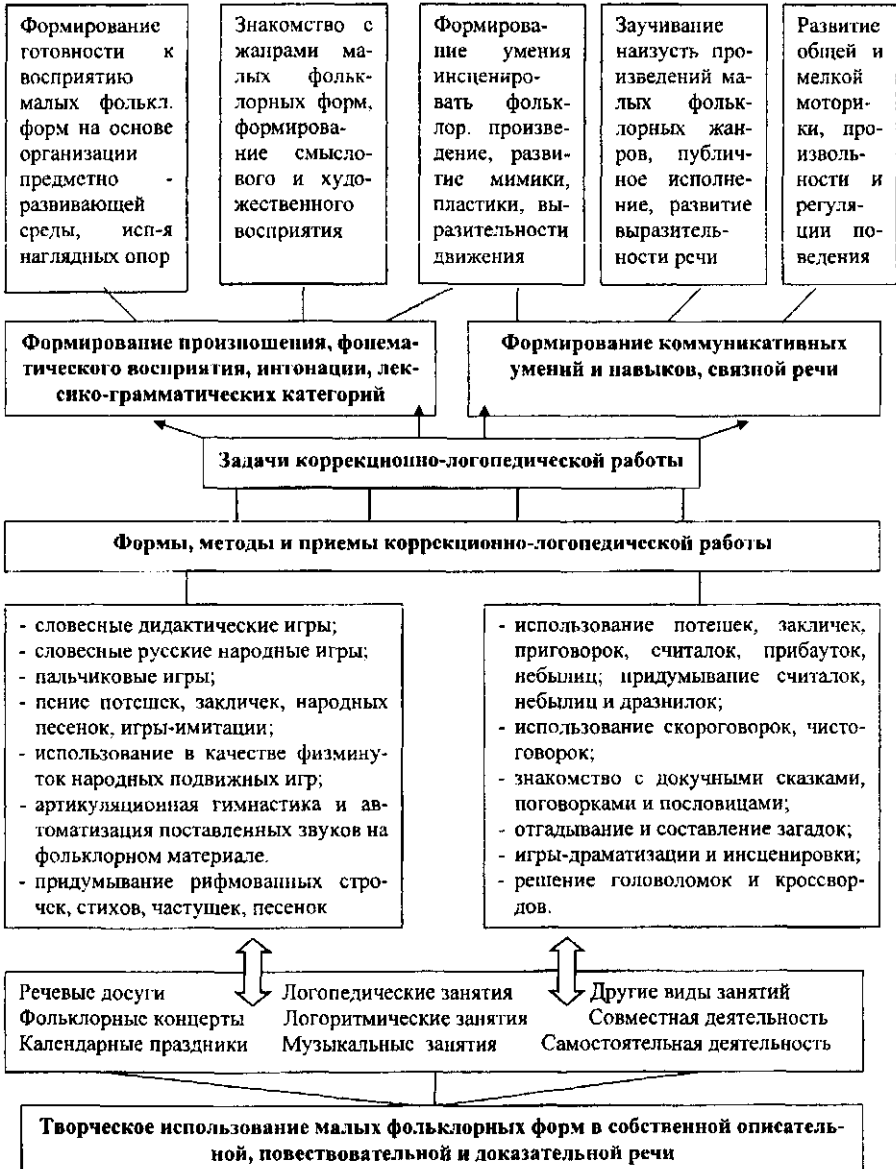 Формирование
готовности к
восприятию
малых фолькл.
форм на основе
организации
предметно -
развивающей
среды, исп-я
наглядных опор
Знакомство с
жанрами ма-
лых фольк-
лорных форм,
формирова-
ние смысло-
вого и худо-
жественного
восприятия
Формирова-
ние умения
инсцениро-
вать фольк-
лор. произве-
дение, разви-
тие мимики,
пластики, вы-
разительности
движения
Заучивание
наизусть про-
изведений ма-
лых фольк-
лорных жан-
ров, публич-
ное исполне-
ние, развитие
выразитель-
ности речи
Развитие
общей и
мелкой
мотори-
ки, про-
изволь-
ности и
регуля-
ции по-
ведения
Формирование произношения, фонема-
тического восприятия, интонации, лек-
сико-грамматических категорий
Формирование коммуникативных
умений и навыков, связной речи
Задачи коррекционно-логопедической работы
Формы, методы и приемы коррекционно-логопедической работы
- словесные дидактические игры;
- словесные русские народные игры;
- пальчиковые игры;
- пение потешек, закличек, народных
песенок, игры-имитации;
- использование в качестве физмину-
ток народных подвижных игр;
- артикуляционная гимнастика и ав-
томатизация поставленных звуков на
фольклорном материале.
- придумывание рифмованных стро-
чек, стихов, частушек, песенок
- использование потешек, закличек,
приговорок, считалок, прибауток,
небылиц; придумывание считалок,
небылиц и дразнилок;
- использование скороговорок, чисто-
говорок;
- знакомство с докучными сказками,
поговорками и пословицами;
- отгадывание и составление загадок;
- игры-драматизации и инсценировки;
- решение головоломок и кроссвор-
дов.
Речевые досуги Логопедические занятия Другие виды занятий
Фольклорные концерты Логоритмические занятия Совместная деятельность
Календарные праздники Музыкальные занятия Самостоятельная деятельность
Творческое использование малых фольклорных форм в собственной описатель-
ной, повествовательной и доказательной речи